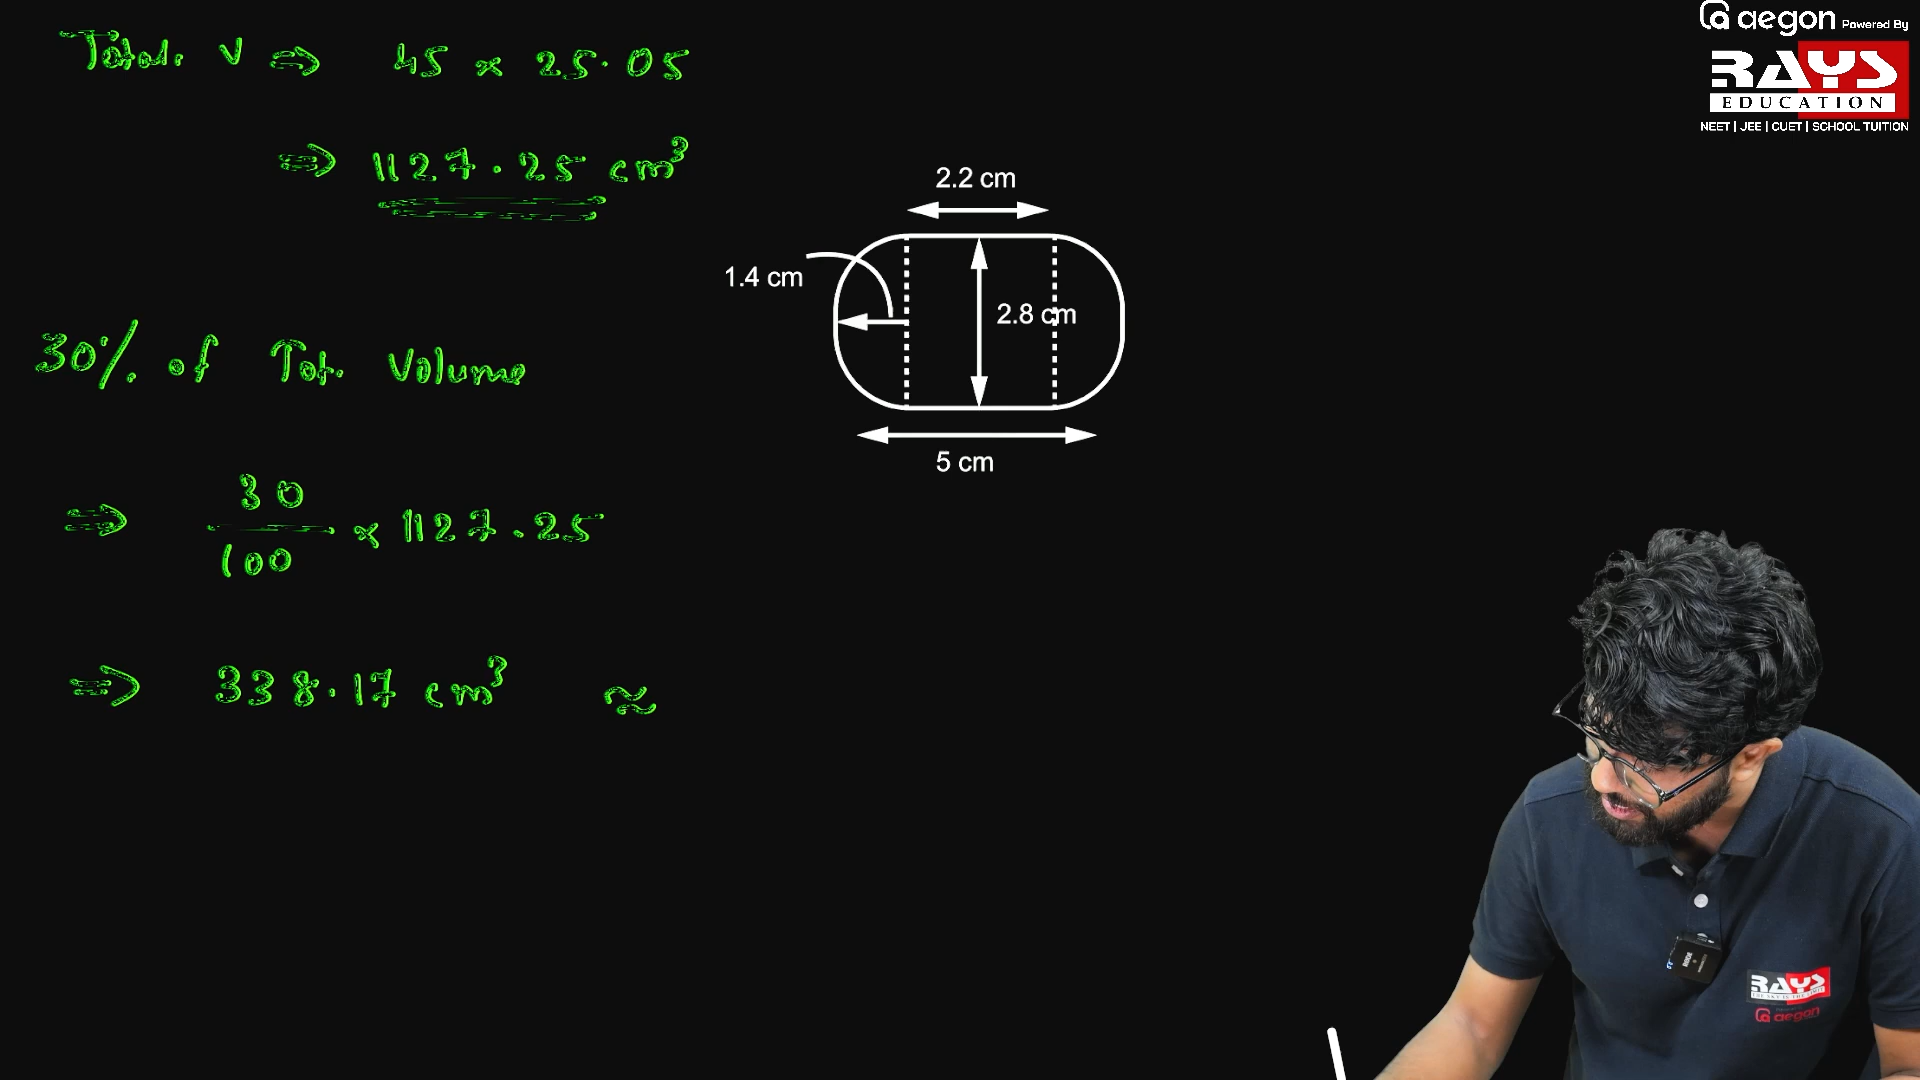 Total. V ⇒ 45 × 25.05
⇒ 1127.25 cm³
30% of Tot. Volume
⇒ 30/100 × 1127.25
⇒ 338.17 cm³ ≈
2.2 cm
1.4 cm
2.8 cm
5 cm
aegon Powered By
RAYS
EDUCATION
NEET | JEE | CUET | SCHOOL TUITION
RAYS
aegon